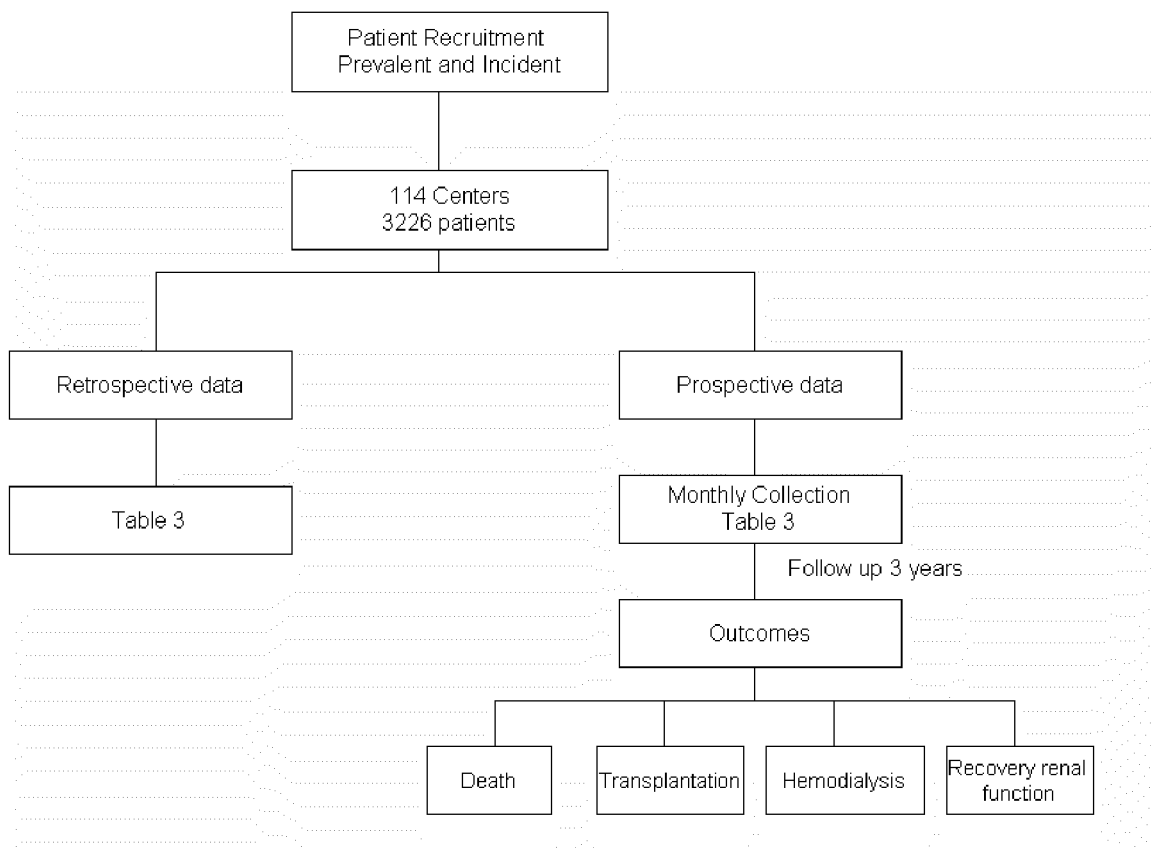 Patient Recruitment
Prevalent and Incident
114 Centers
3226 patients
Retrospective data
Prospective data
Table 3
Monthly Collection
Table 3
Follow up 3 years
Outcomes
Death
Transplantation
Hemodialysis
Recovery renal
function